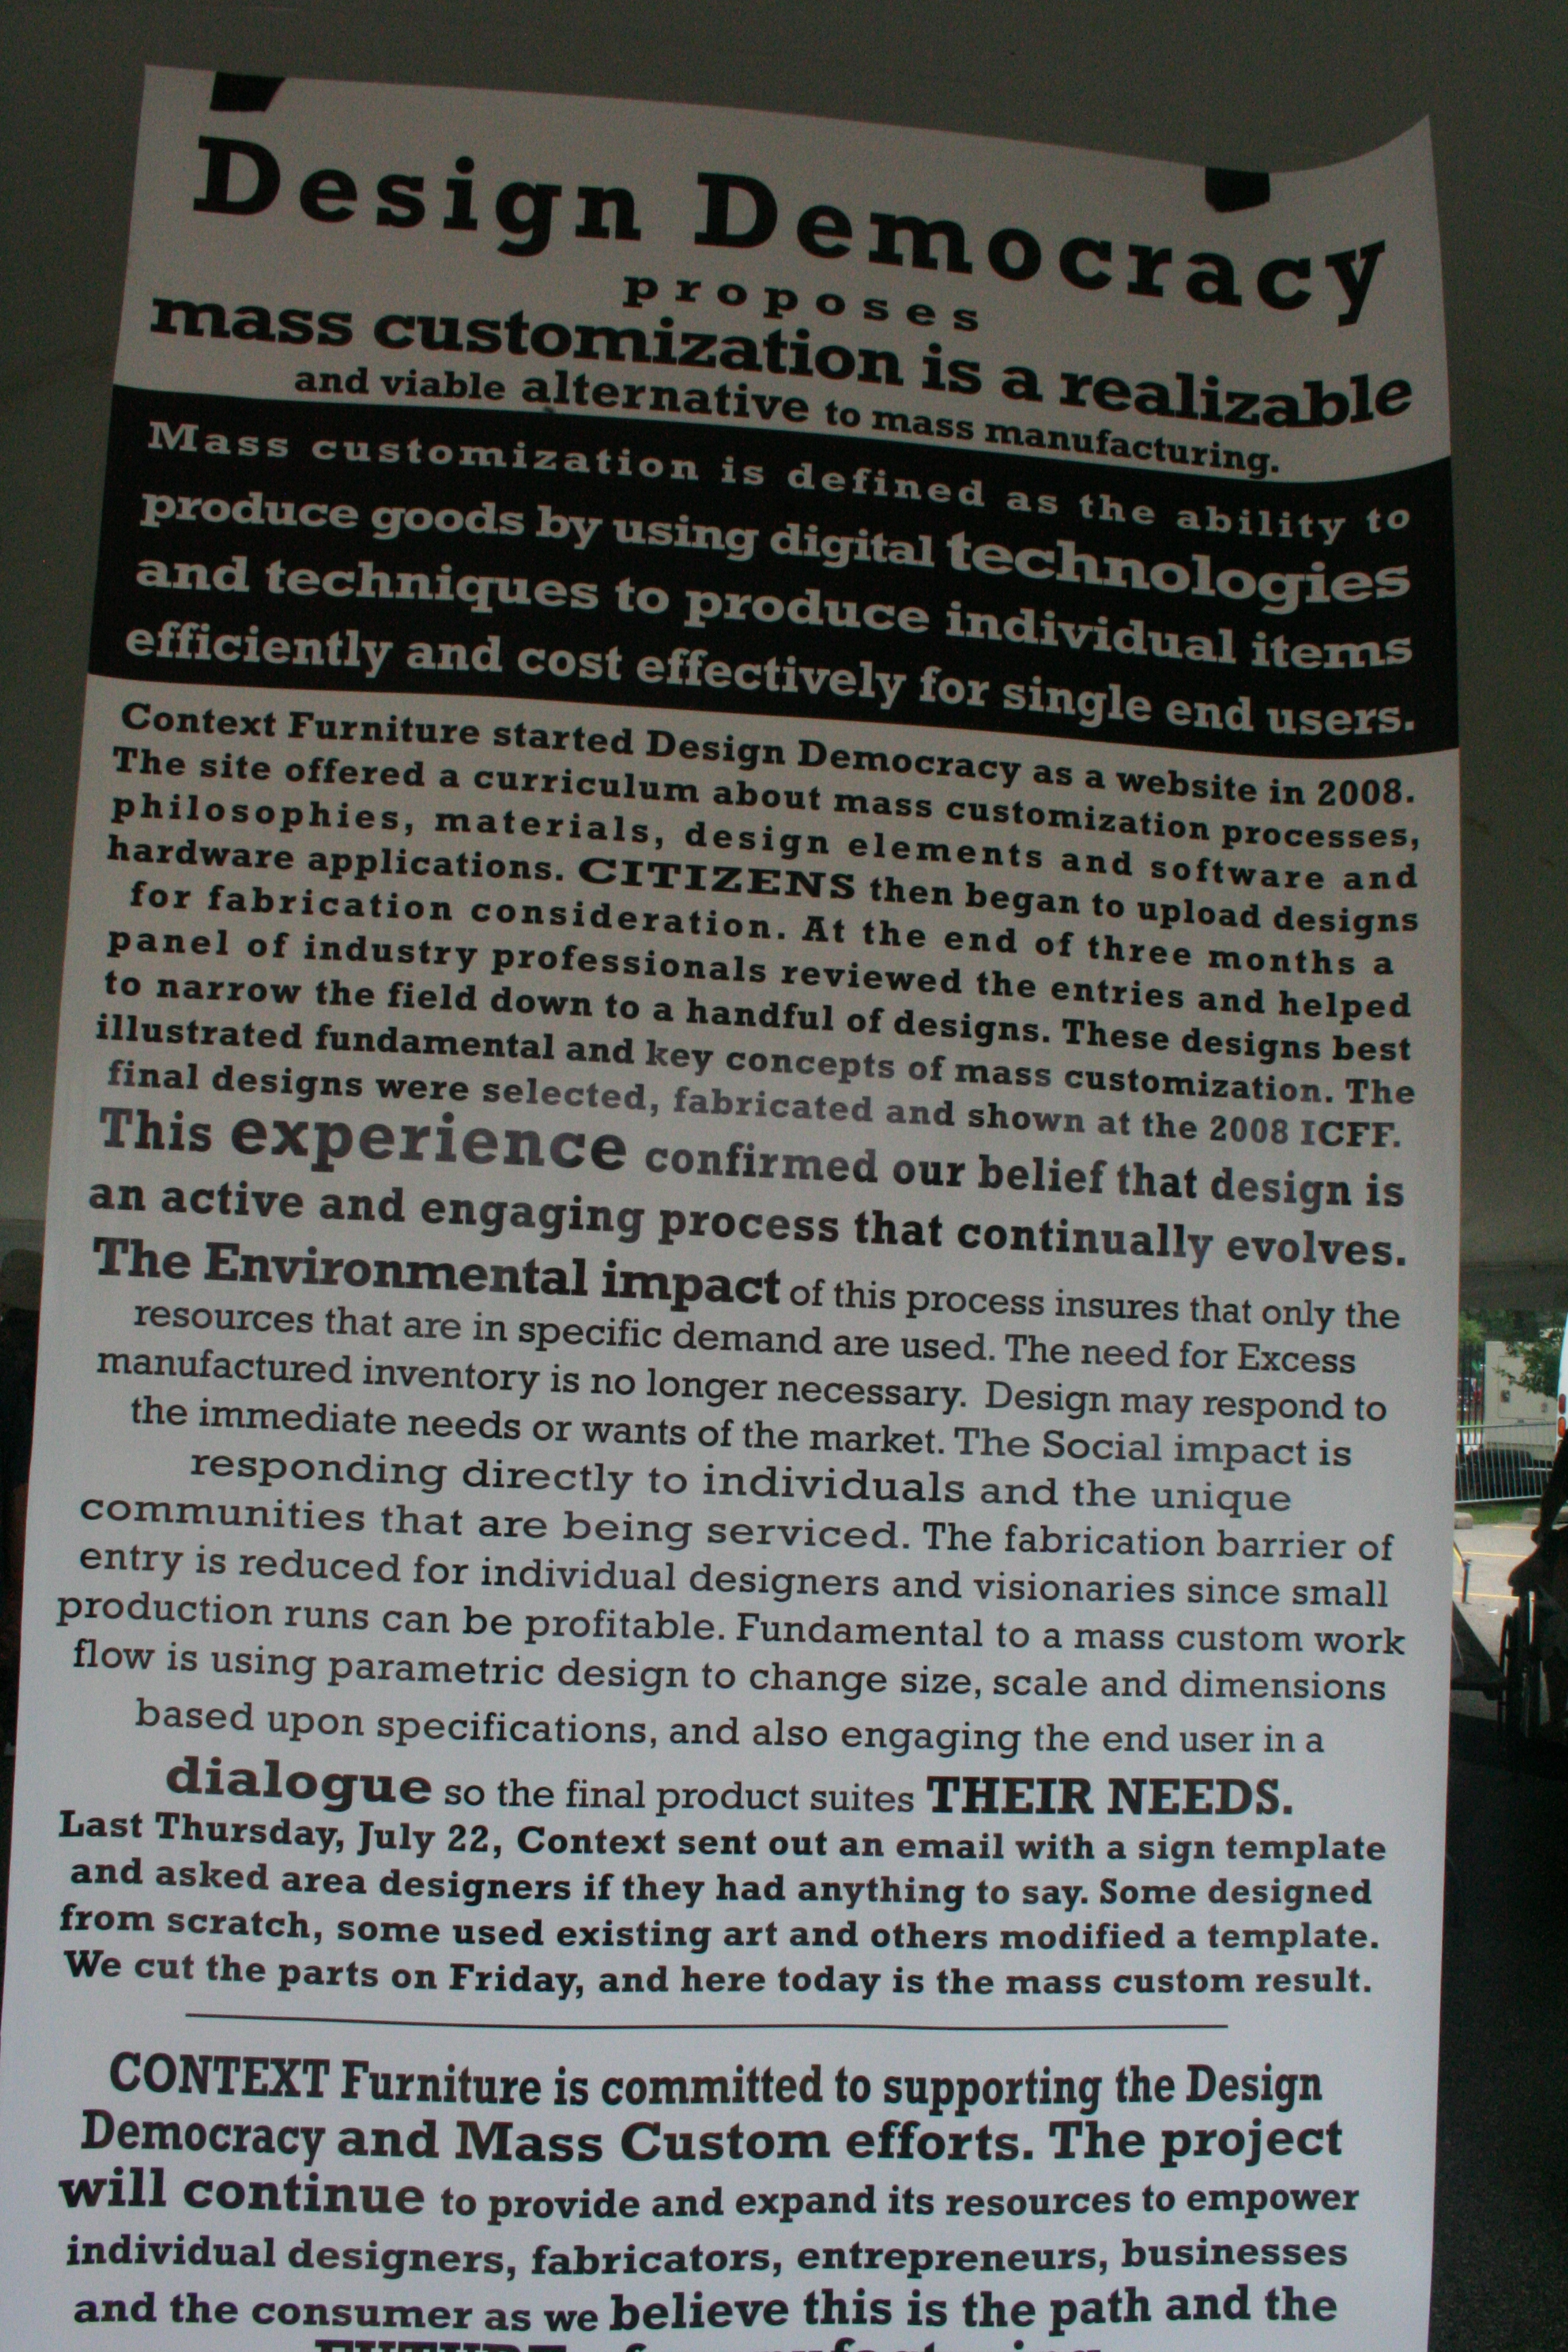 Design Democracy
proposes
mass customization is a realizable
and viable alternative to mass manufacturing.
Mass customization is defined as the ability to
produce goods by using digital technologies
and techniques to produce individual items
efficiently and cost effectively for single end users.
Context Furniture started Design Democracy as a website in 2008.
The site offered a curriculum about mass customization processes,
philosophies, materials, design elements and software and
hardware applications. CITIZENS then began to upload designs
for fabrication consideration. At the end of three months a
panel of industry professionals reviewed the entries and helped
to narrow the field down to a handful of designs. These designs best
illustrated fundamental and key concepts of mass customization. The
final designs were selected, fabricated and shown at the 2008 ICFF.
This experience confirmed our belief that design is
an active and engaging process that continually evolves.
The Environmental impact of this process insures that only the
resources that are in specific demand are used. The need for Excess
manufactured inventory is no longer necessary. Design may respond to
the immediate needs or wants of the market. The Social impact is
responding directly to individuals and the unique
communities that are being serviced. The fabrication barrier of
entry is reduced for individual designers and visionaries since small
production runs can be profitable. Fundamental to a mass custom work
flow is using parametric design to change size, scale and dimensions
based upon specifications, and also engaging the end user in a
dialogue so the final product suites THEIR NEEDS.
Last Thursday, July 22, Context sent out an email with a sign template
and asked area designers if they had anything to say. Some designed
from scratch, some used existing art and others modified a template.
We cut the parts on Friday, and here today is the mass custom result.
CONTEXT Furniture is committed to supporting the Design
Democracy and Mass Custom efforts. The project
will continue to provide and expand its resources to empower
individual designers, fabricators, entrepreneurs, businesses
and the consumer as we believe this is the path and the